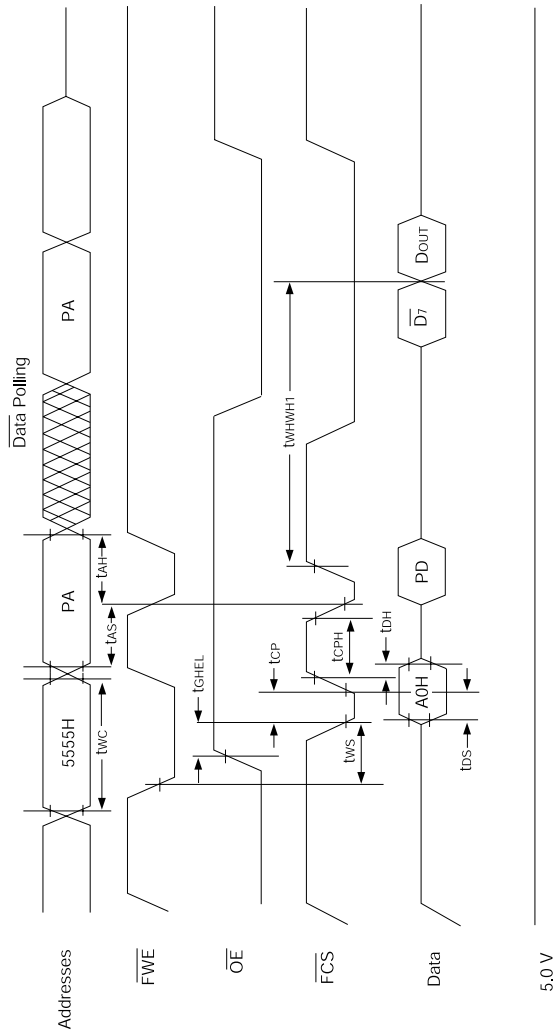 Data Polling
Addresses
5555H
PA
PA
tWC
tAS
tAH
FWE
tGHEL
OE
tWS
tCP
tCPH
tWHWH1
FCS
tDS
tDH
Data
A0H
PD
D7
DOUT
5.0 V